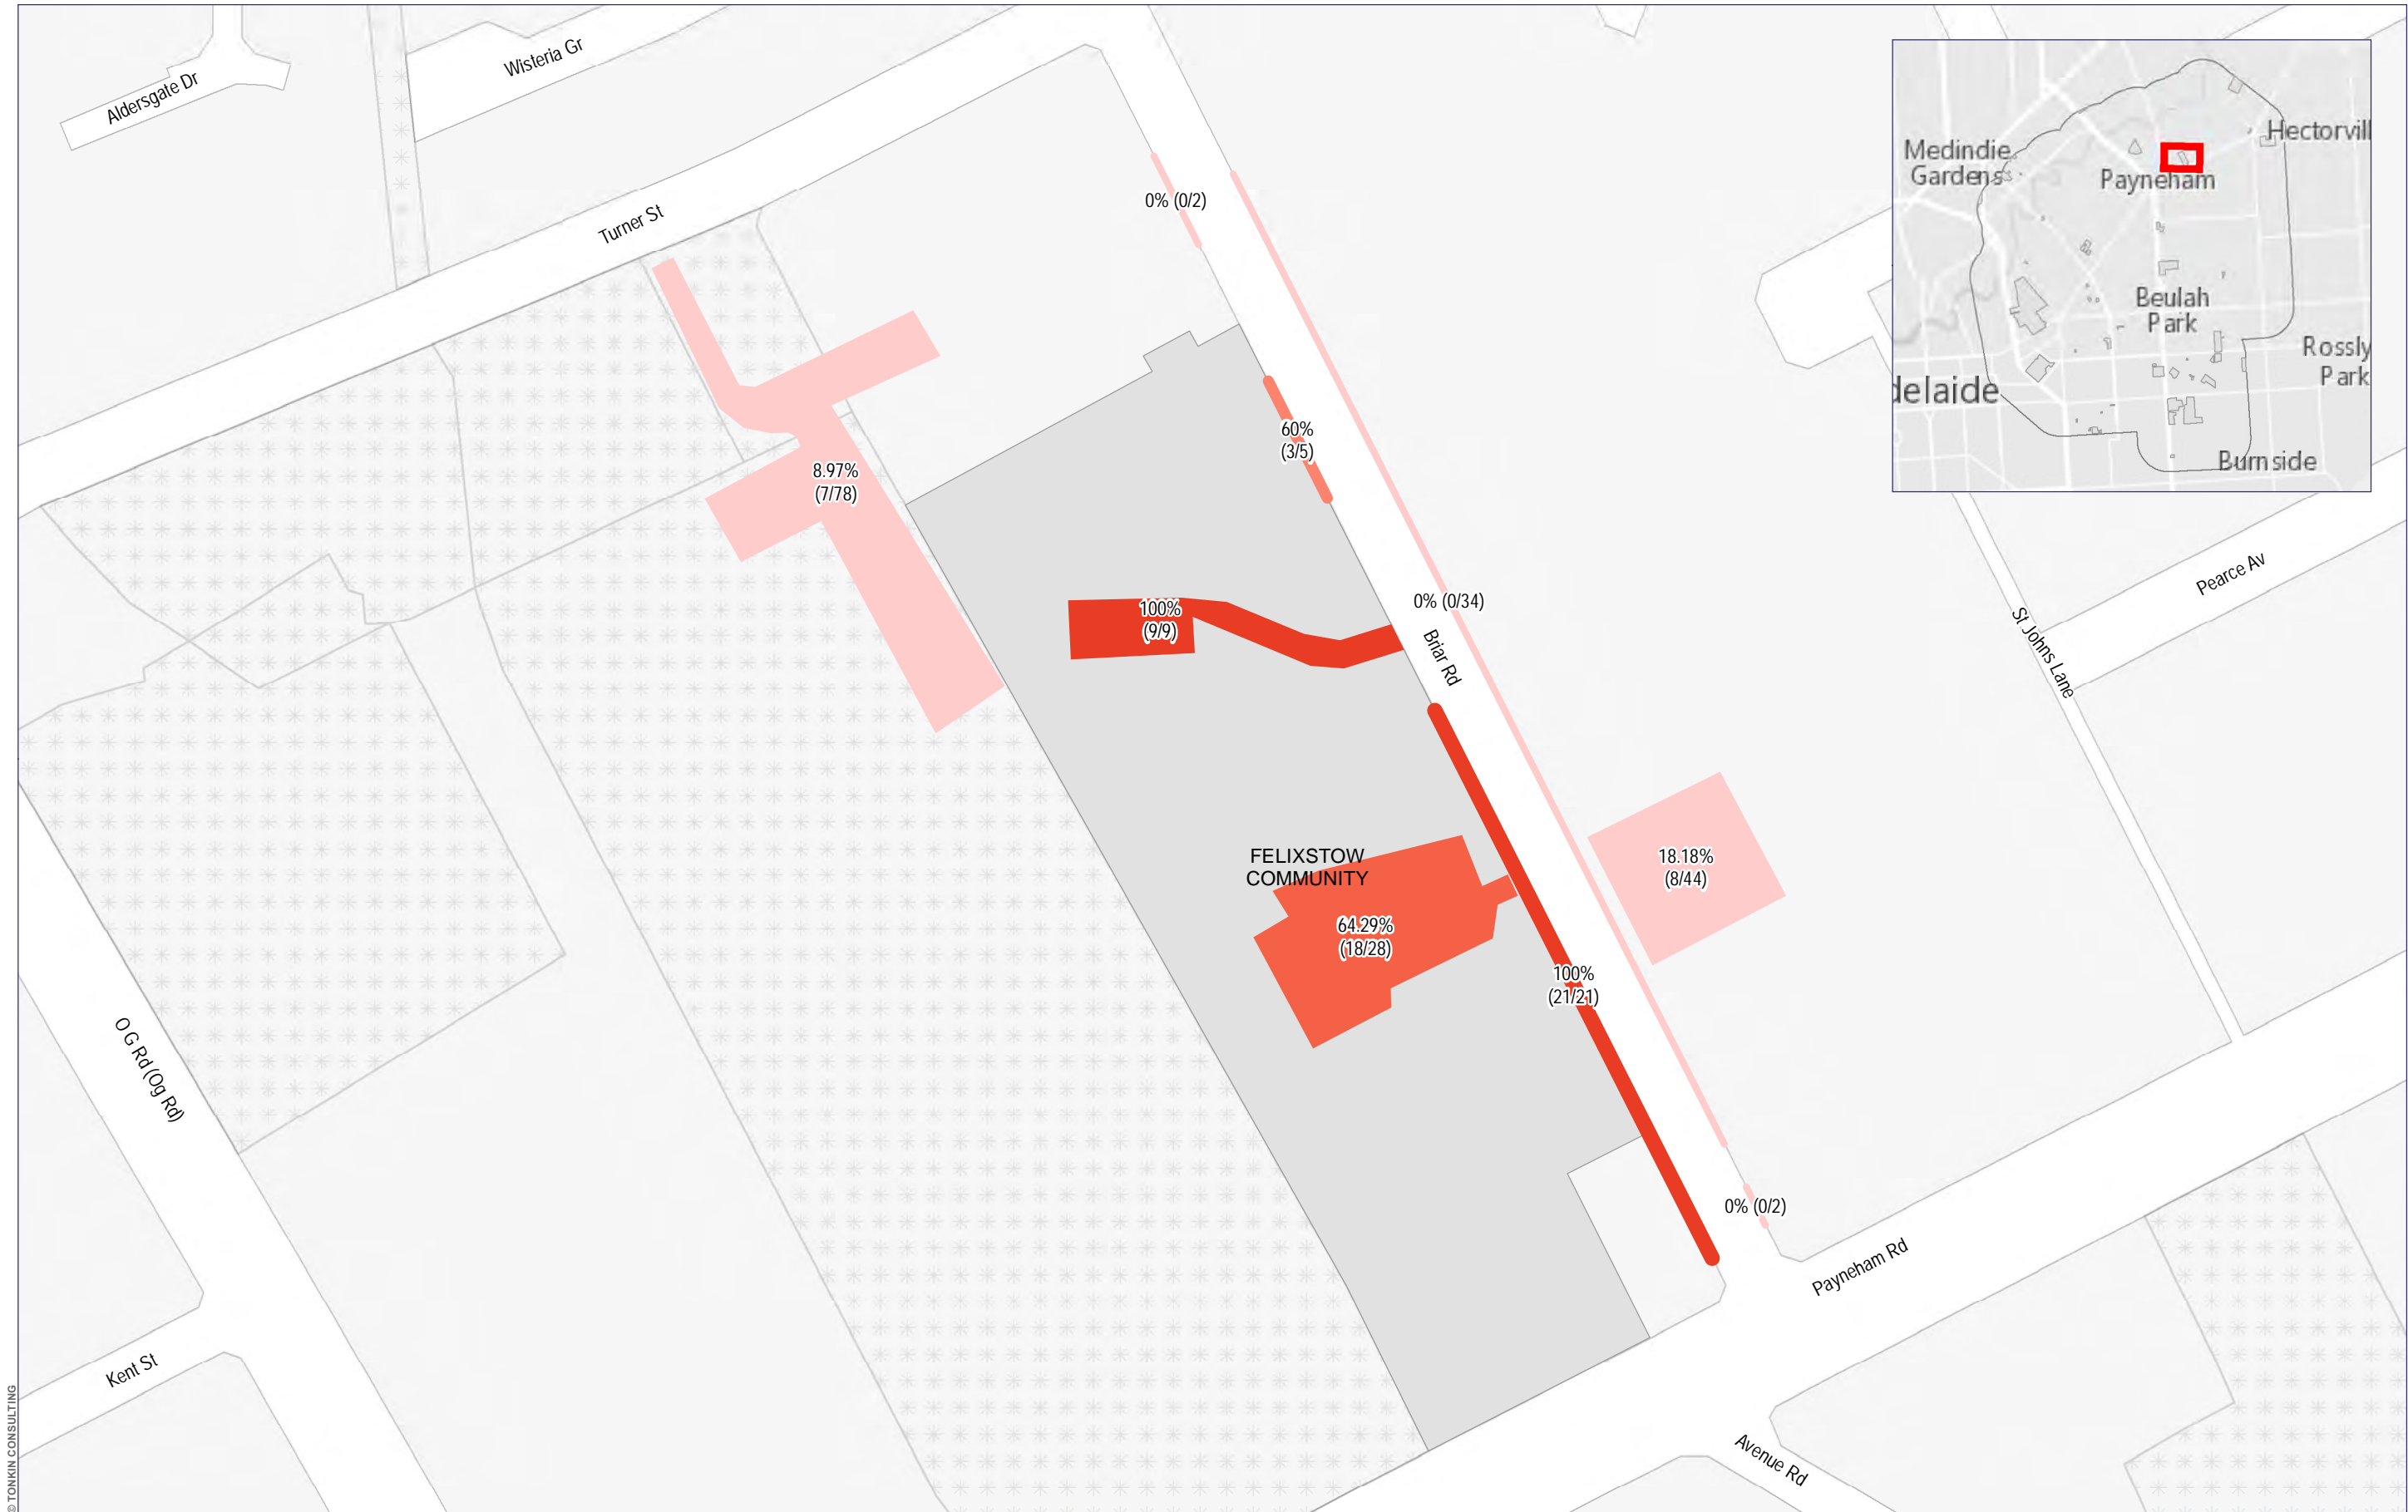 Wisteria Gr
Aldersgate Dr
Turner St
0% (0/2)
60%
(3/5)
8.97%
(7/78)
100%
(9/9)
0% (0/34)
Briar Rd
FELIXSTOW
COMMUNITY
64.29%
(18/28)
18.18%
(8/44)
100%
(21/21)
0% (0/2)
Payneham Rd
Avenue Rd
O G Rd (Og Rd)
Kent St
St Johns Lane
Pearce Av
Medindie
Gardens
Hectorvill
Payneham
Beulah
Park
Rossly
Park
delaide
Burnside
© TONKIN CONSULTING